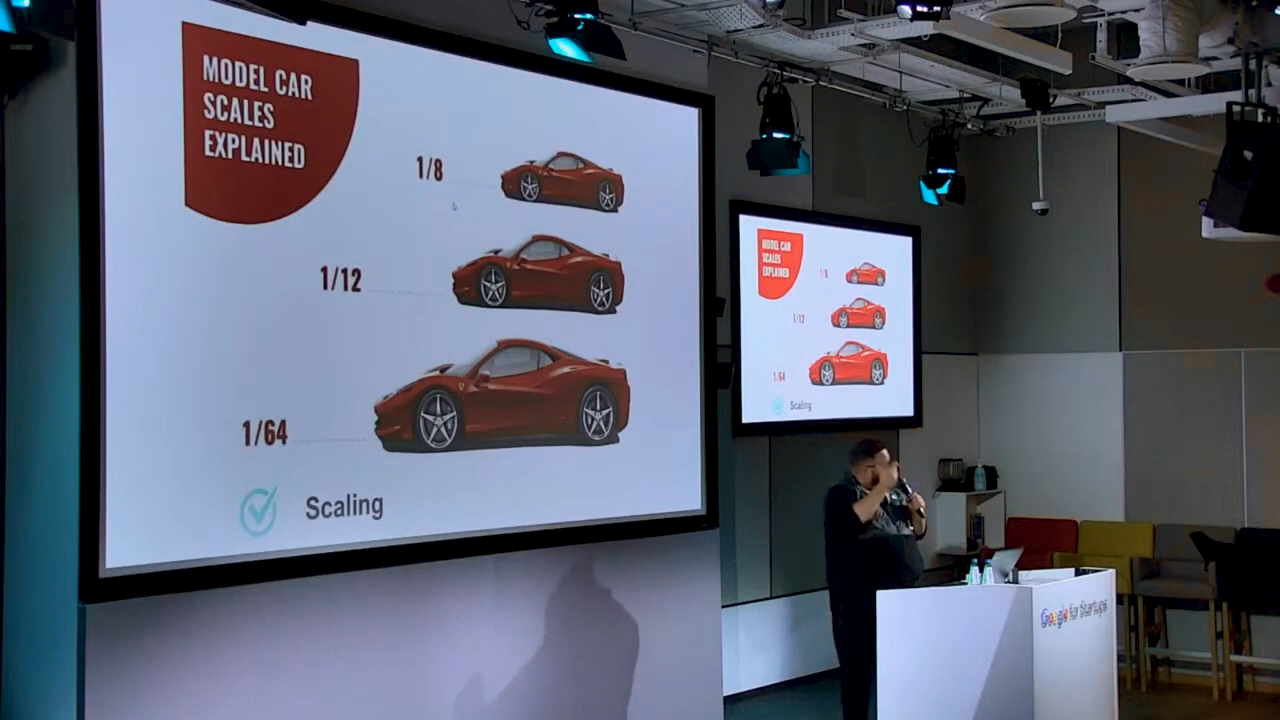 MODEL CAR
SCALES
EXPLAINED
1/8
1/12
1/64
Scaling
MODEL CAR
SCALES
EXPLAINED
1/8
1/12
1/64
Scaling
Google for Startups